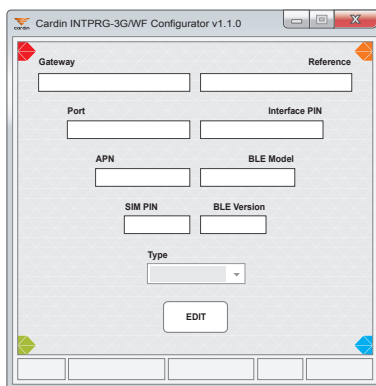 cardin Cardin INTPRG-3G/WF Configurator v1.1.0
Gateway Reference
Port Interface PIN
APN BLE Model
SIM PIN BLE Version
Type
EDIT